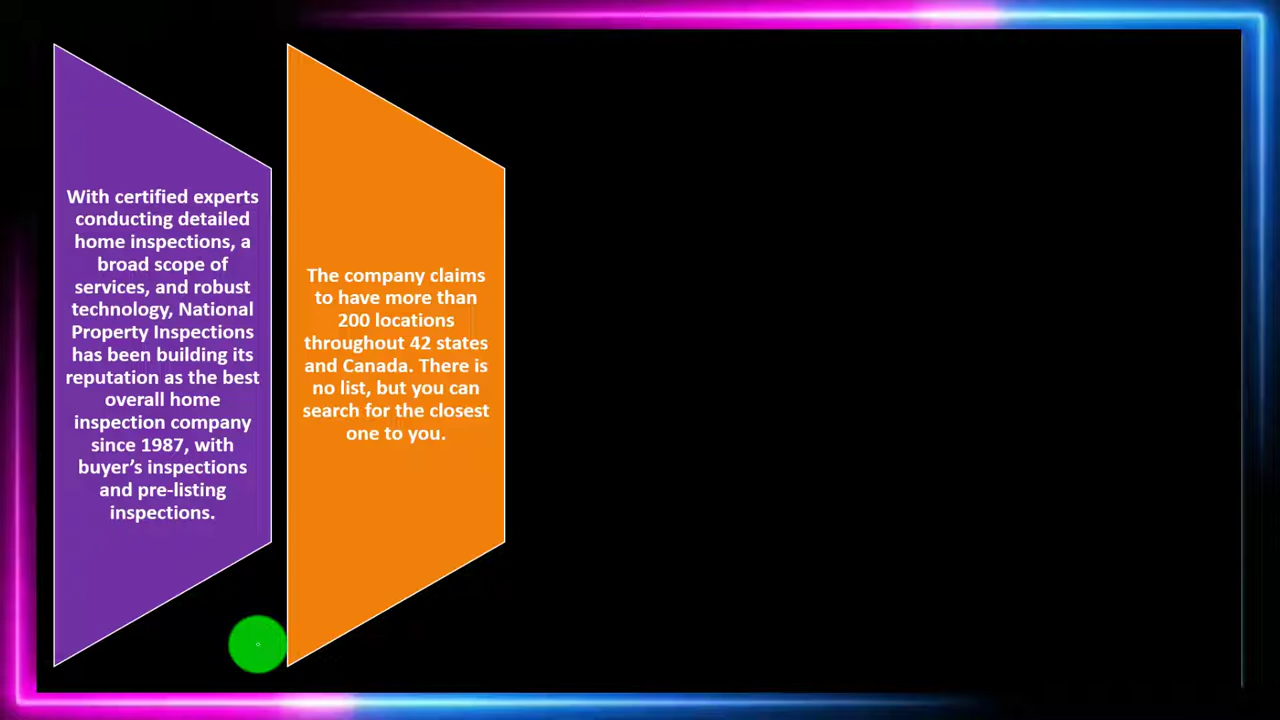 With certified experts
conducting detailed
home inspections, a
broad scope of
services, and robust
technology, National
Property Inspections
has been building its
reputation as the best
overall home
inspection company
since 1987, with
buyer’s inspections
and pre-listing
inspections.
The company claims
to have more than
200 locations
throughout 42 states
and Canada. There is
no list, but you can
search for the closest
one to you.